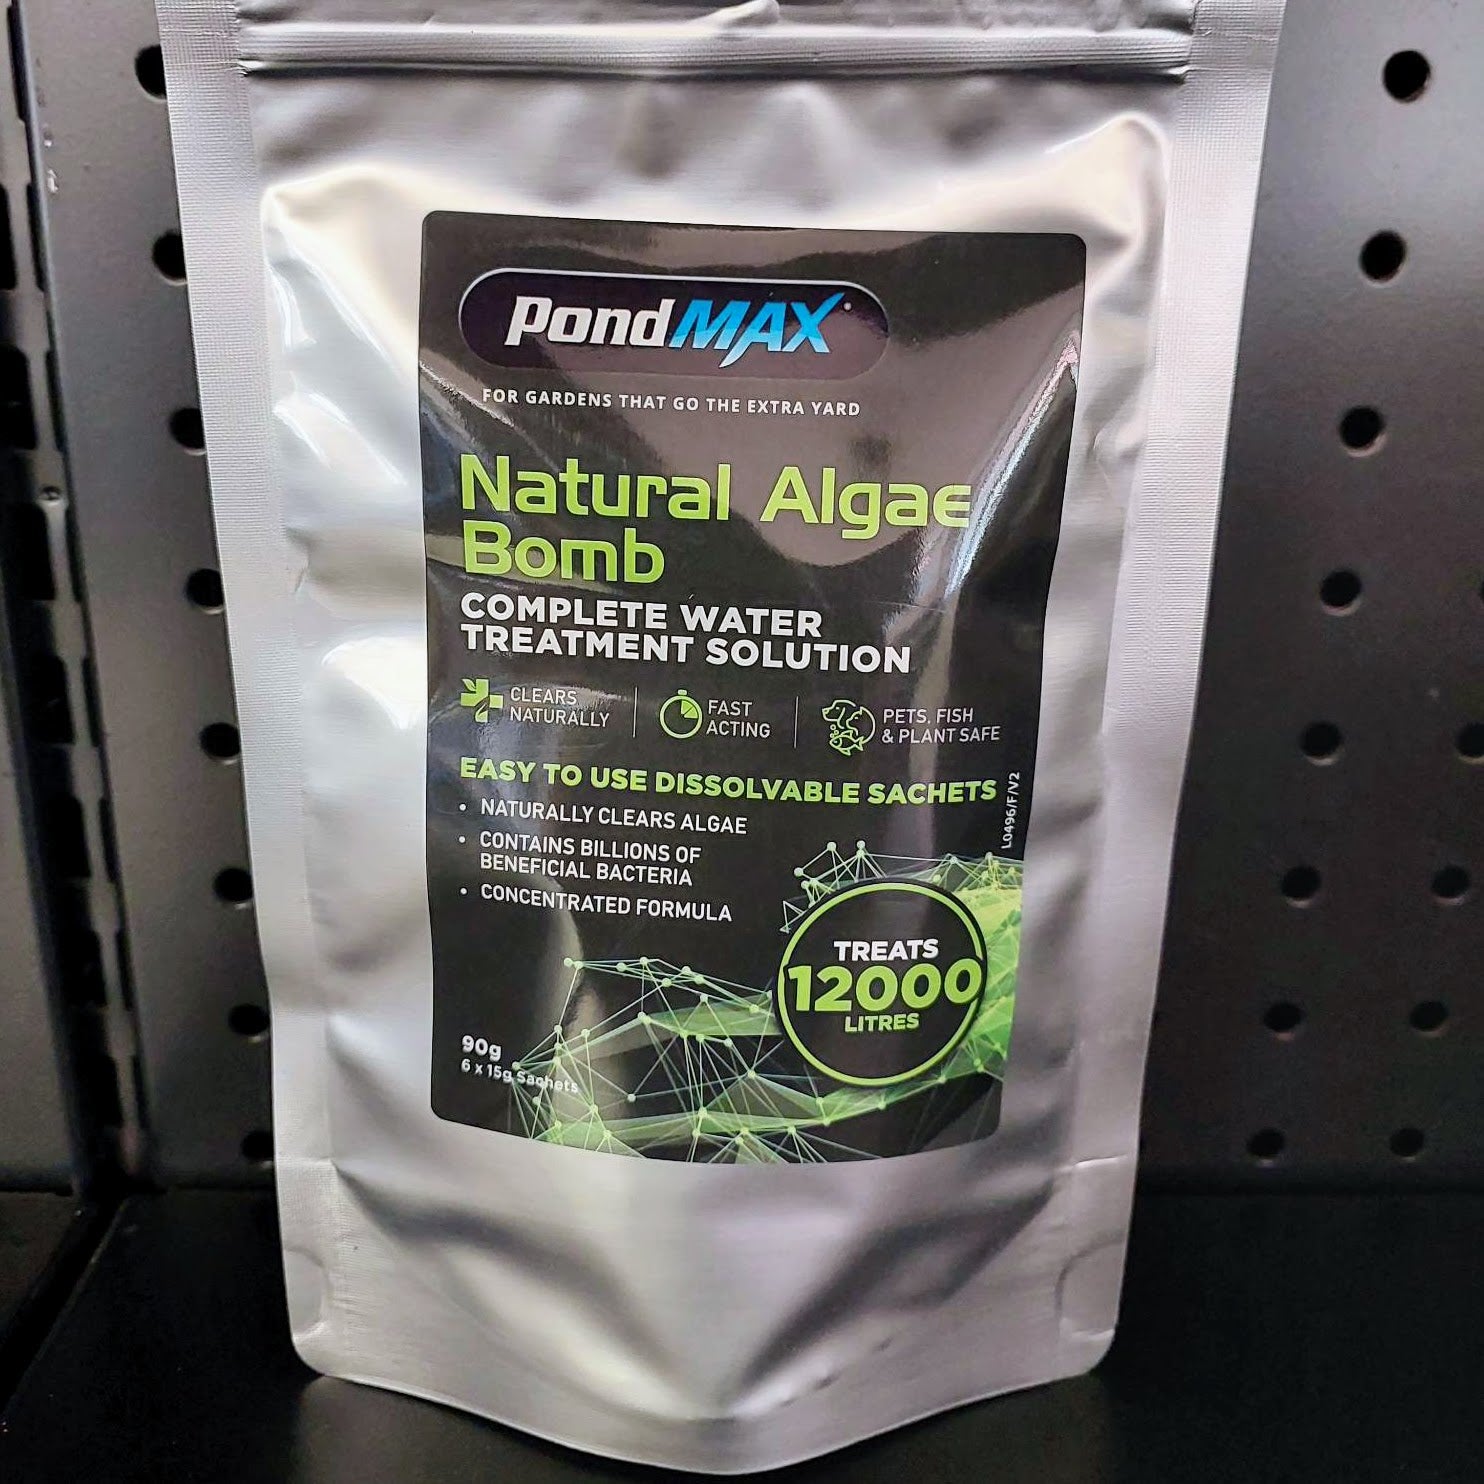 PondMAX
FOR GARDENS THAT GO THE EXTRA YARD
Natural Algae
Bomb
COMPLETE WATER
TREATMENT SOLUTION
CLEARS
NATURALLY
FAST
ACTING
PETS, FISH
& PLANT SAFE
EASY TO USE DISSOLVABLE SACHETS
• NATURALLY CLEARS ALGAE
• CONTAINS BILLIONS OF
BENEFICIAL BACTERIA
• CONCENTRATED FORMULA
L0496/F/V2
TREATS
12000
LITRES
90g
6 x 15g Sachets